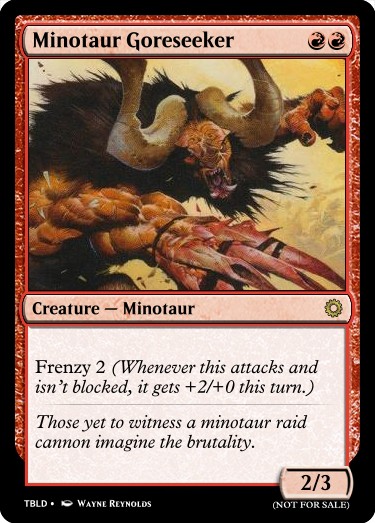 Minotaur Goreseeker
Creature — Minotaur
Frenzy 2 (Whenever this attacks and
isn't blocked, it gets +2/+0 this turn.)
Those yet to witness a minotaur raid
cannon imagine the brutality.
2/3
TBLD • Wayne Reynolds
(NOT FOR SALE)